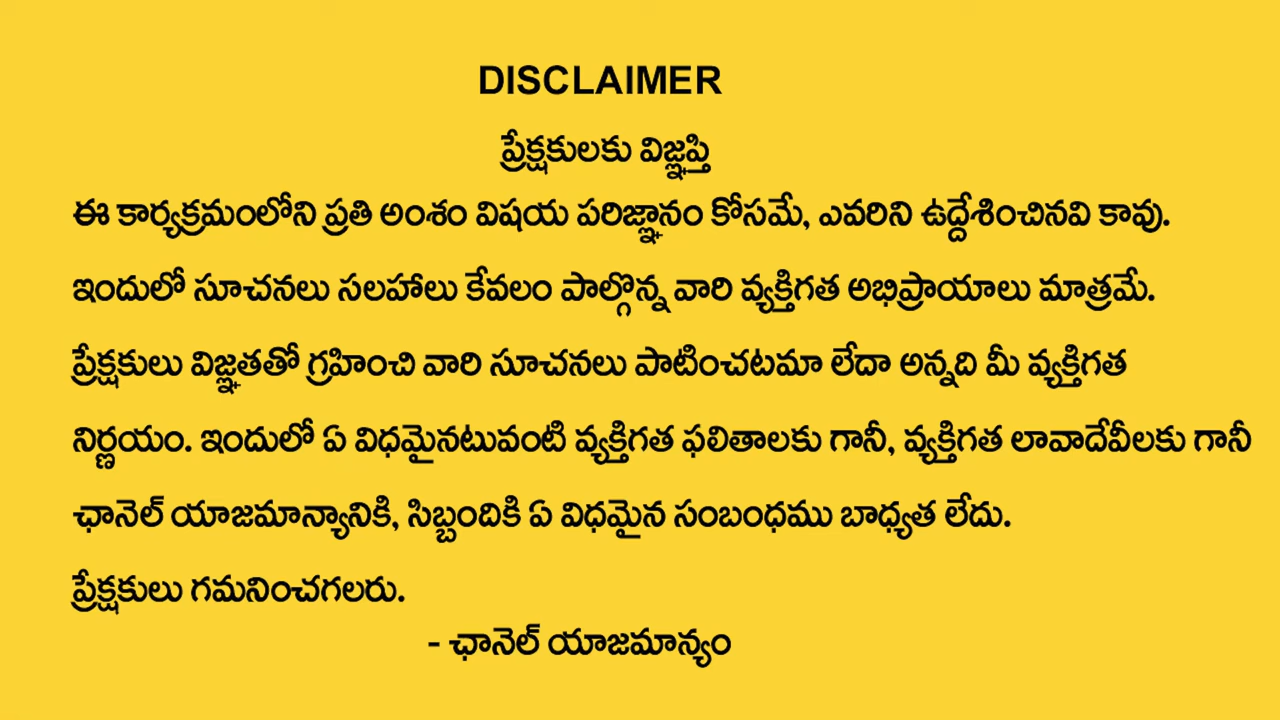 DISCLAIMER
ప్రేక్షకులకు విజ్ఞప్తి
ఈ కార్యక్రమంలోని ప్రతి అంశం విషయ పరిజ్ఞానం కోసమే, ఎవరిని ఉద్దేశించినవి కావు.
ఇందులో సూచనలు సలహాలు కేవలం పాల్గొన్న వారి వ్యక్తిగత అభిప్రాయాలు మాత్రమే.
ప్రేక్షకులు విజ్ఞతతో గ్రహించి వారి సూచనలు పాటించటమా లేదా అన్నది మీ వ్యక్తిగత
నిర్ణయం. ఇందులో ఏ విధమైనటువంటి వ్యక్తిగత ఫలితాలకు గానీ, వ్యక్తిగత లావాదేవీలకు గానీ
ఛానెల్ యాజమాన్యానికి, సిబ్బందికి ఏ విధమైన సంబంధము బాధ్యత లేదు.
ప్రేక్షకులు గమనించగలరు.
- ఛానెల్ యాజమాన్యం